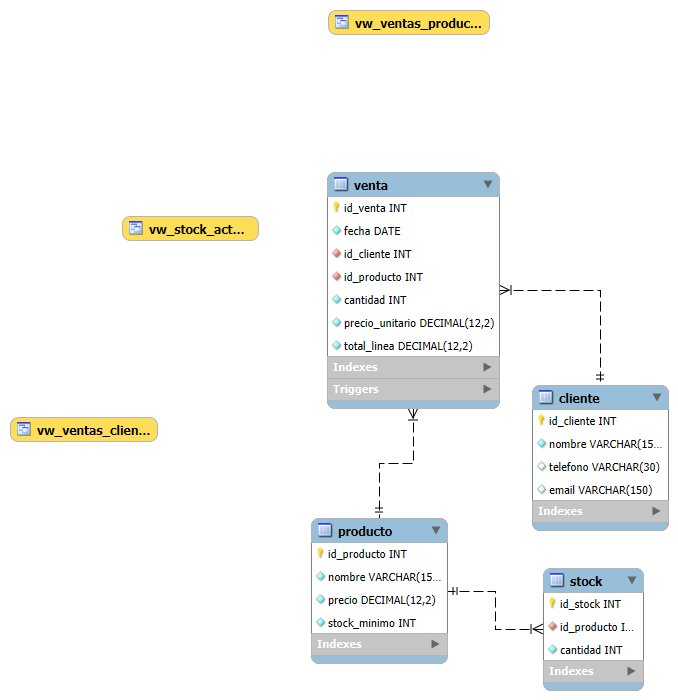 vw_ventas_produc...
venta
id_venta INT
fecha DATE
id_cliente INT
id_producto INT
cantidad INT
precio_unitario DECIMAL(12,2)
total_linea DECIMAL(12,2)
Indexes
Triggers
vw_stock_act...
vw_ventas_clien...
cliente
id_cliente INT
nombre VARCHAR(15...
telefono VARCHAR(30)
email VARCHAR(150)
Indexes
producto
id_producto INT
nombre VARCHAR(15...
precio DECIMAL(12,2)
stock_minimo INT
Indexes
stock
id_stock INT
id_producto I...
cantidad INT
Indexes